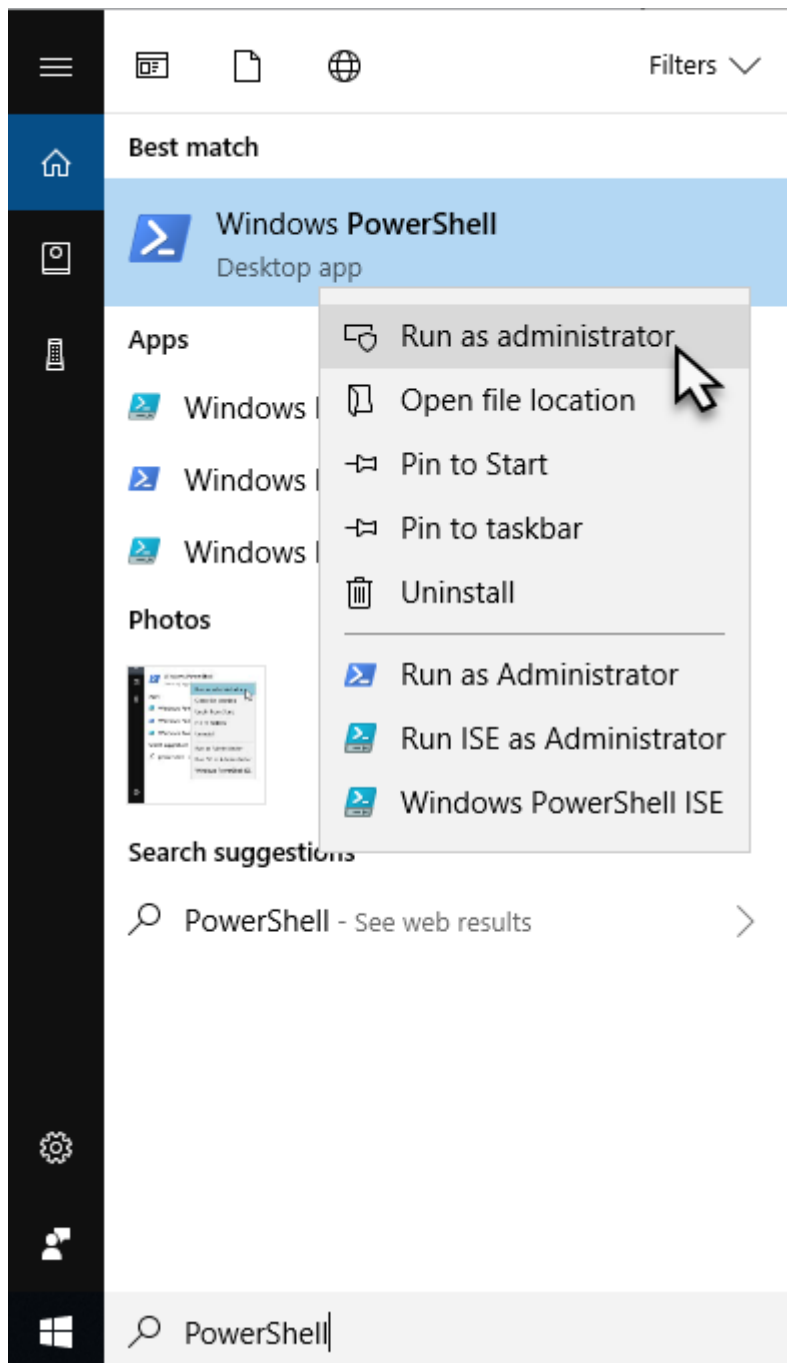 Filters
Best match
Windows PowerShell
Desktop app
Apps
Run as administrator
Windows
Open file location
Windows
Pin to Start
Pin to taskbar
Windows
Uninstall
Photos
Run as Administrator
Run ISE as Administrator
Windows PowerShell ISE
Search suggestions
PowerShell - See web results
PowerShell